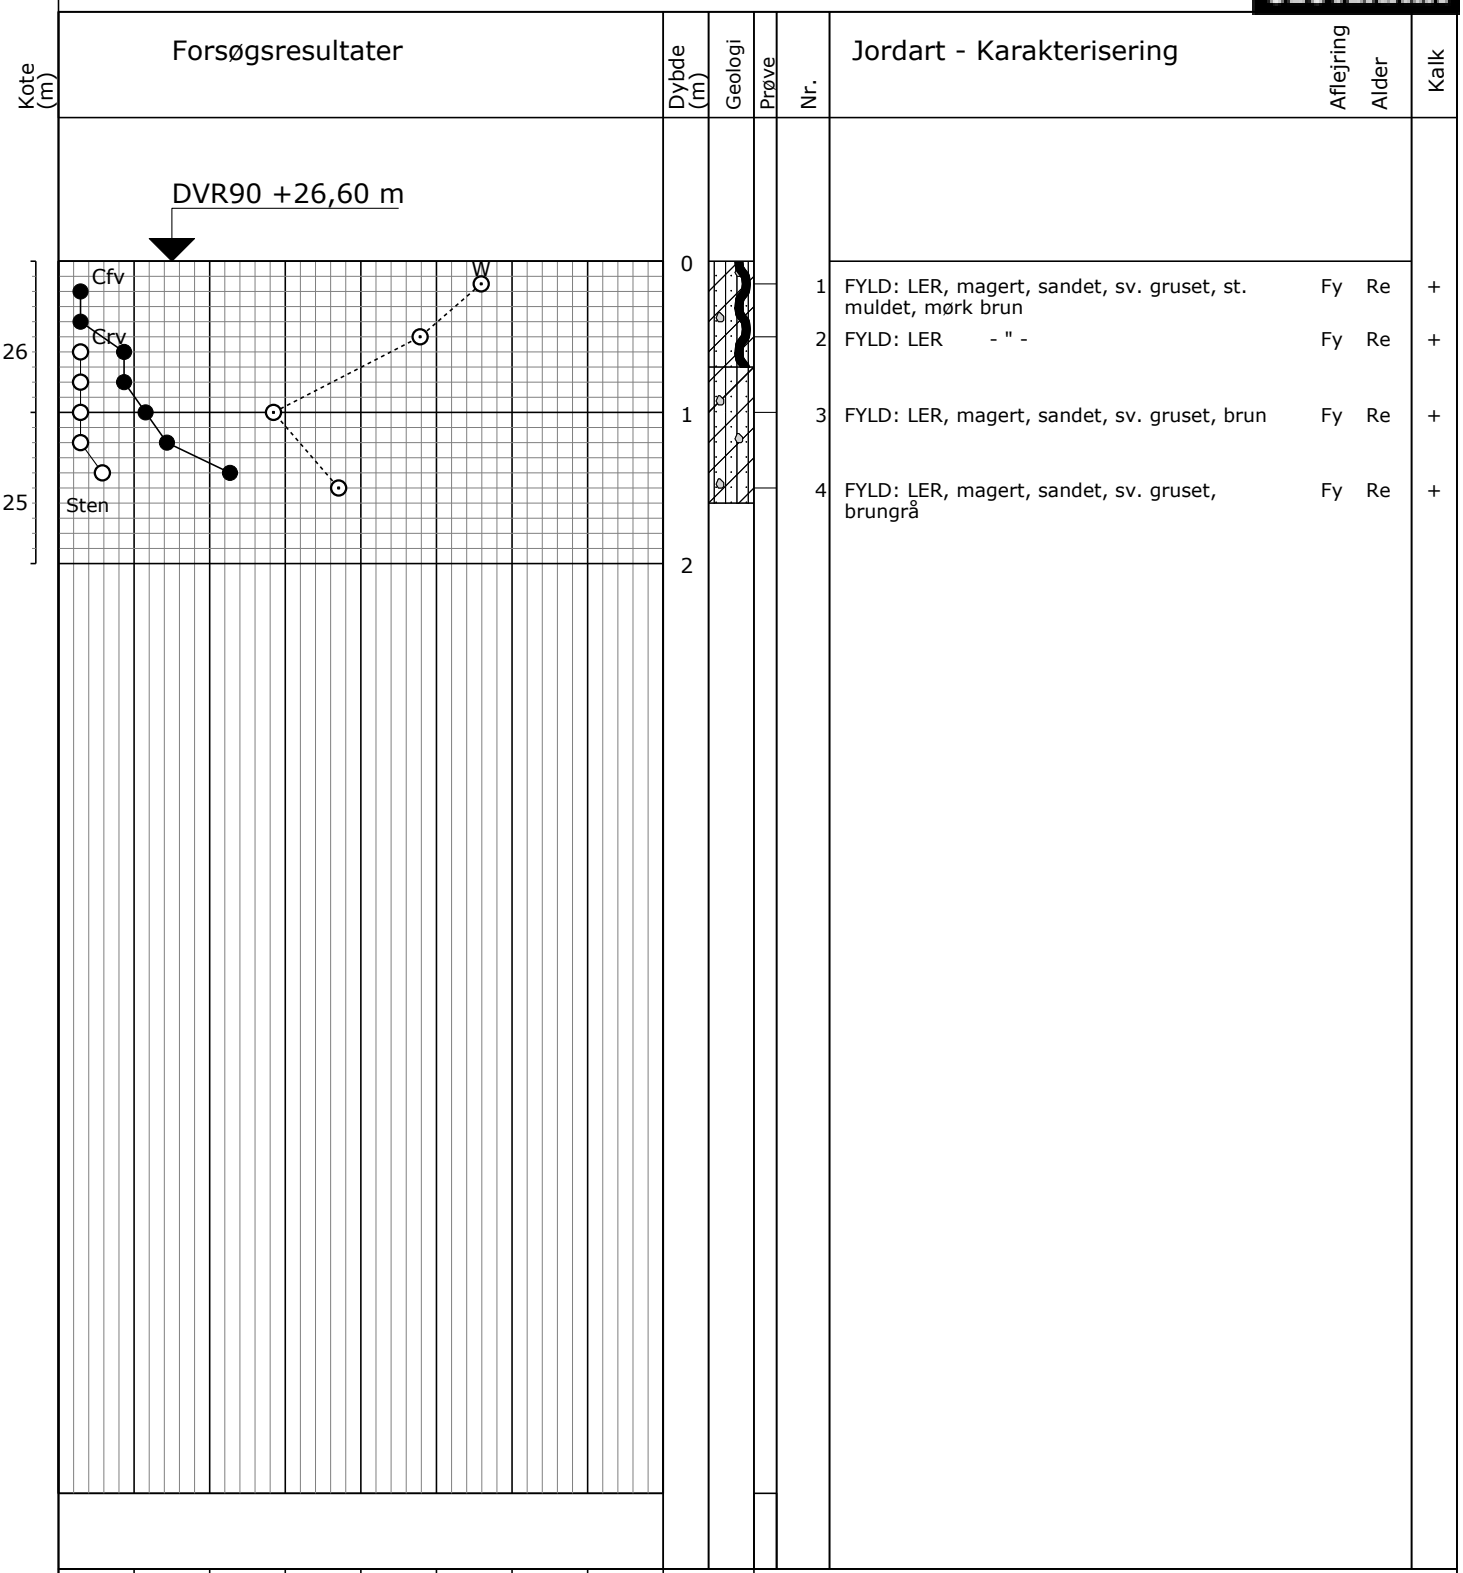 Kote (m)
Forsøgsresultater
Dybde (m)
Geologi
Prøve
Nr.
Jordart - Karakterisering
Aflejring
Alder
Kalk
DVR90 +26,60 m
Cfv
W
0
1 FYLD: LER, magert, sandet, sv. gruset, st. Fy Re +
muldet, mørk brun
Crv
26
2 FYLD: LER - " - Fy Re +
1
3 FYLD: LER, magert, sandet, sv. gruset, brun Fy Re +
4 FYLD: LER, magert, sandet, sv. gruset, Fy Re +
brungrå
25
Sten
2